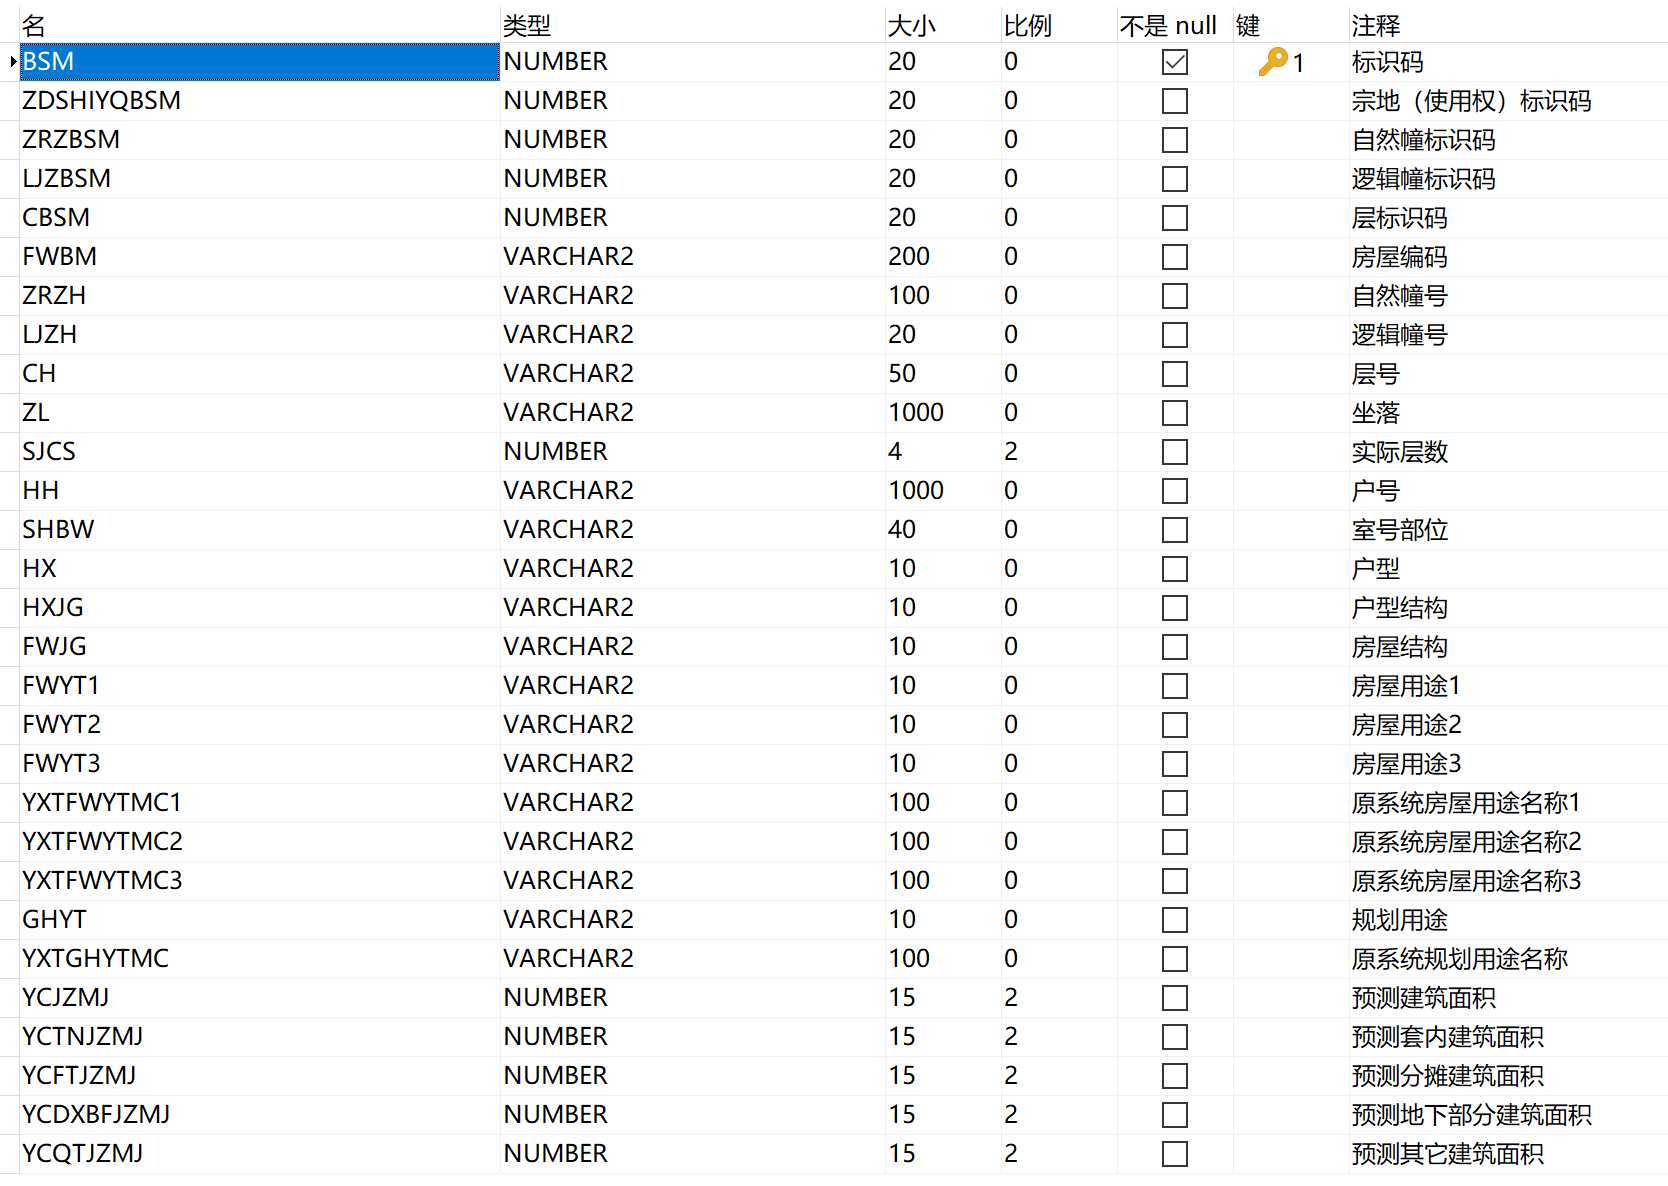 名 类型 大小 比例 不是 null 键 注释
BSM NUMBER 20 0 1 标识码
ZDSHIYQBSM NUMBER 20 0 宗地（使用权）标识码
ZRZBSM NUMBER 20 0 自然幢标识码
LJZBSM NUMBER 20 0 逻辑幢标识码
CBSM NUMBER 20 0 层标识码
FWBM VARCHAR2 200 0 房屋编码
ZRZH VARCHAR2 100 0 自然幢号
LJZH VARCHAR2 20 0 逻辑幢号
CH VARCHAR2 50 0 层号
ZL VARCHAR2 1000 0 坐落
SJCS NUMBER 4 2 实际层数
HH VARCHAR2 1000 0 户号
SHBW VARCHAR2 40 0 室号部位
HX VARCHAR2 10 0 户型
HXJG VARCHAR2 10 0 户型结构
FWJG VARCHAR2 10 0 房屋结构
FWYT1 VARCHAR2 10 0 房屋用途1
FWYT2 VARCHAR2 10 0 房屋用途2
FWYT3 VARCHAR2 10 0 房屋用途3
YXTFWYTMC1 VARCHAR2 100 0 原系统房屋用途名称1
YXTFWYTMC2 VARCHAR2 100 0 原系统房屋用途名称2
YXTFWYTMC3 VARCHAR2 100 0 原系统房屋用途名称3
GHYT VARCHAR2 10 0 规划用途
YXTGHYTMC VARCHAR2 100 0 原系统规划用途名称
YCJZMJ NUMBER 15 2 预测建筑面积
YCTNJZMJ NUMBER 15 2 预测套内建筑面积
YCFTJZMJ NUMBER 15 2 预测分摊建筑面积
YCDXBFJZMJ NUMBER 15 2 预测地下部分建筑面积
YCQTJZMJ NUMBER 15 2 预测其它建筑面积